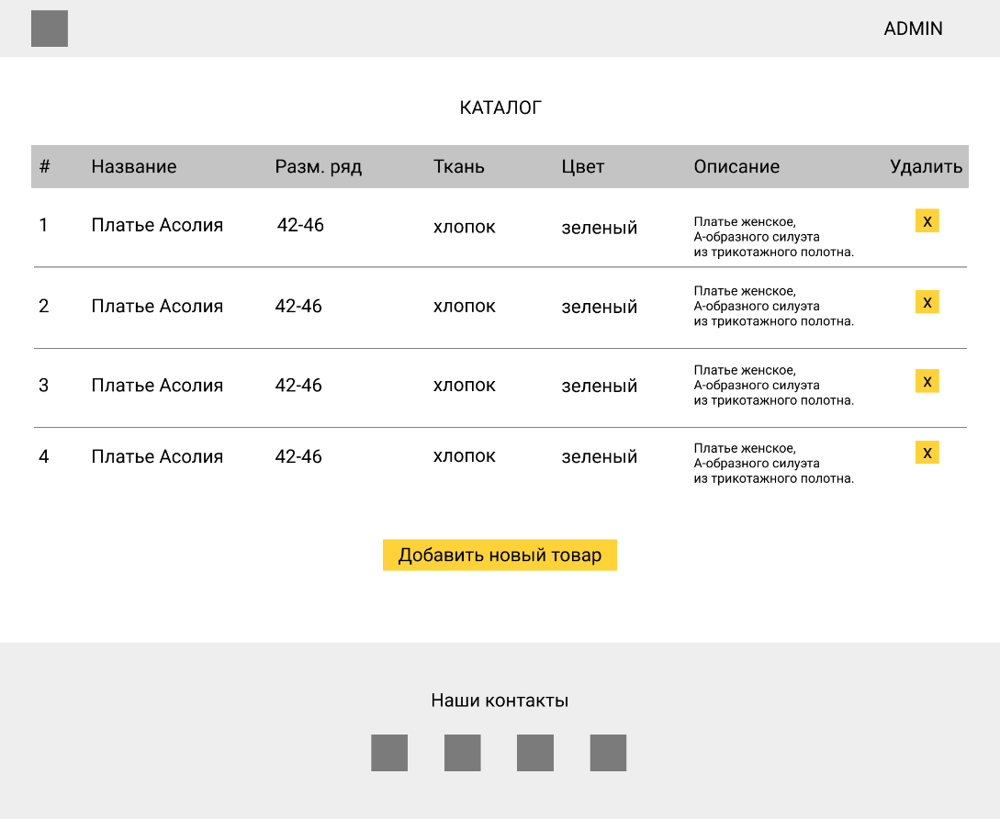 ADMIN
КАТАЛОГ
# Название Разм. ряд Ткань Цвет Описание Удалить
1 Платье Асолия 42-46 хлопок зеленый Платье женское,
А-образного силуэта
из трикотажного полотна.
x
2 Платье Асолия 42-46 хлопок зеленый Платье женское,
А-образного силуэта
из трикотажного полотна.
x
3 Платье Асолия 42-46 хлопок зеленый Платье женское,
А-образного силуэта
из трикотажного полотна.
x
4 Платье Асолия 42-46 хлопок зеленый Платье женское,
А-образного силуэта
из трикотажного полотна.
x
Добавить новый товар
Наши контакты